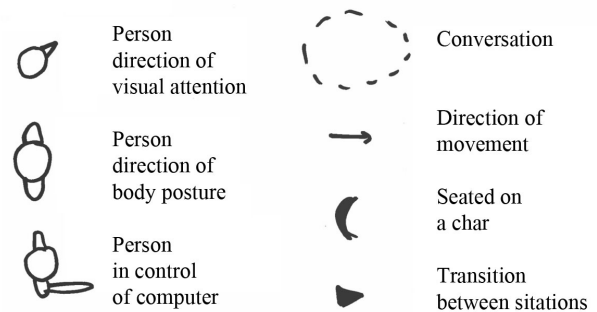 Person
direction of
visual attention
Person
direction of
body posture
Person
in control
of computer
Conversation
Direction of
movement
Seated on
a char
Transition
between sitations